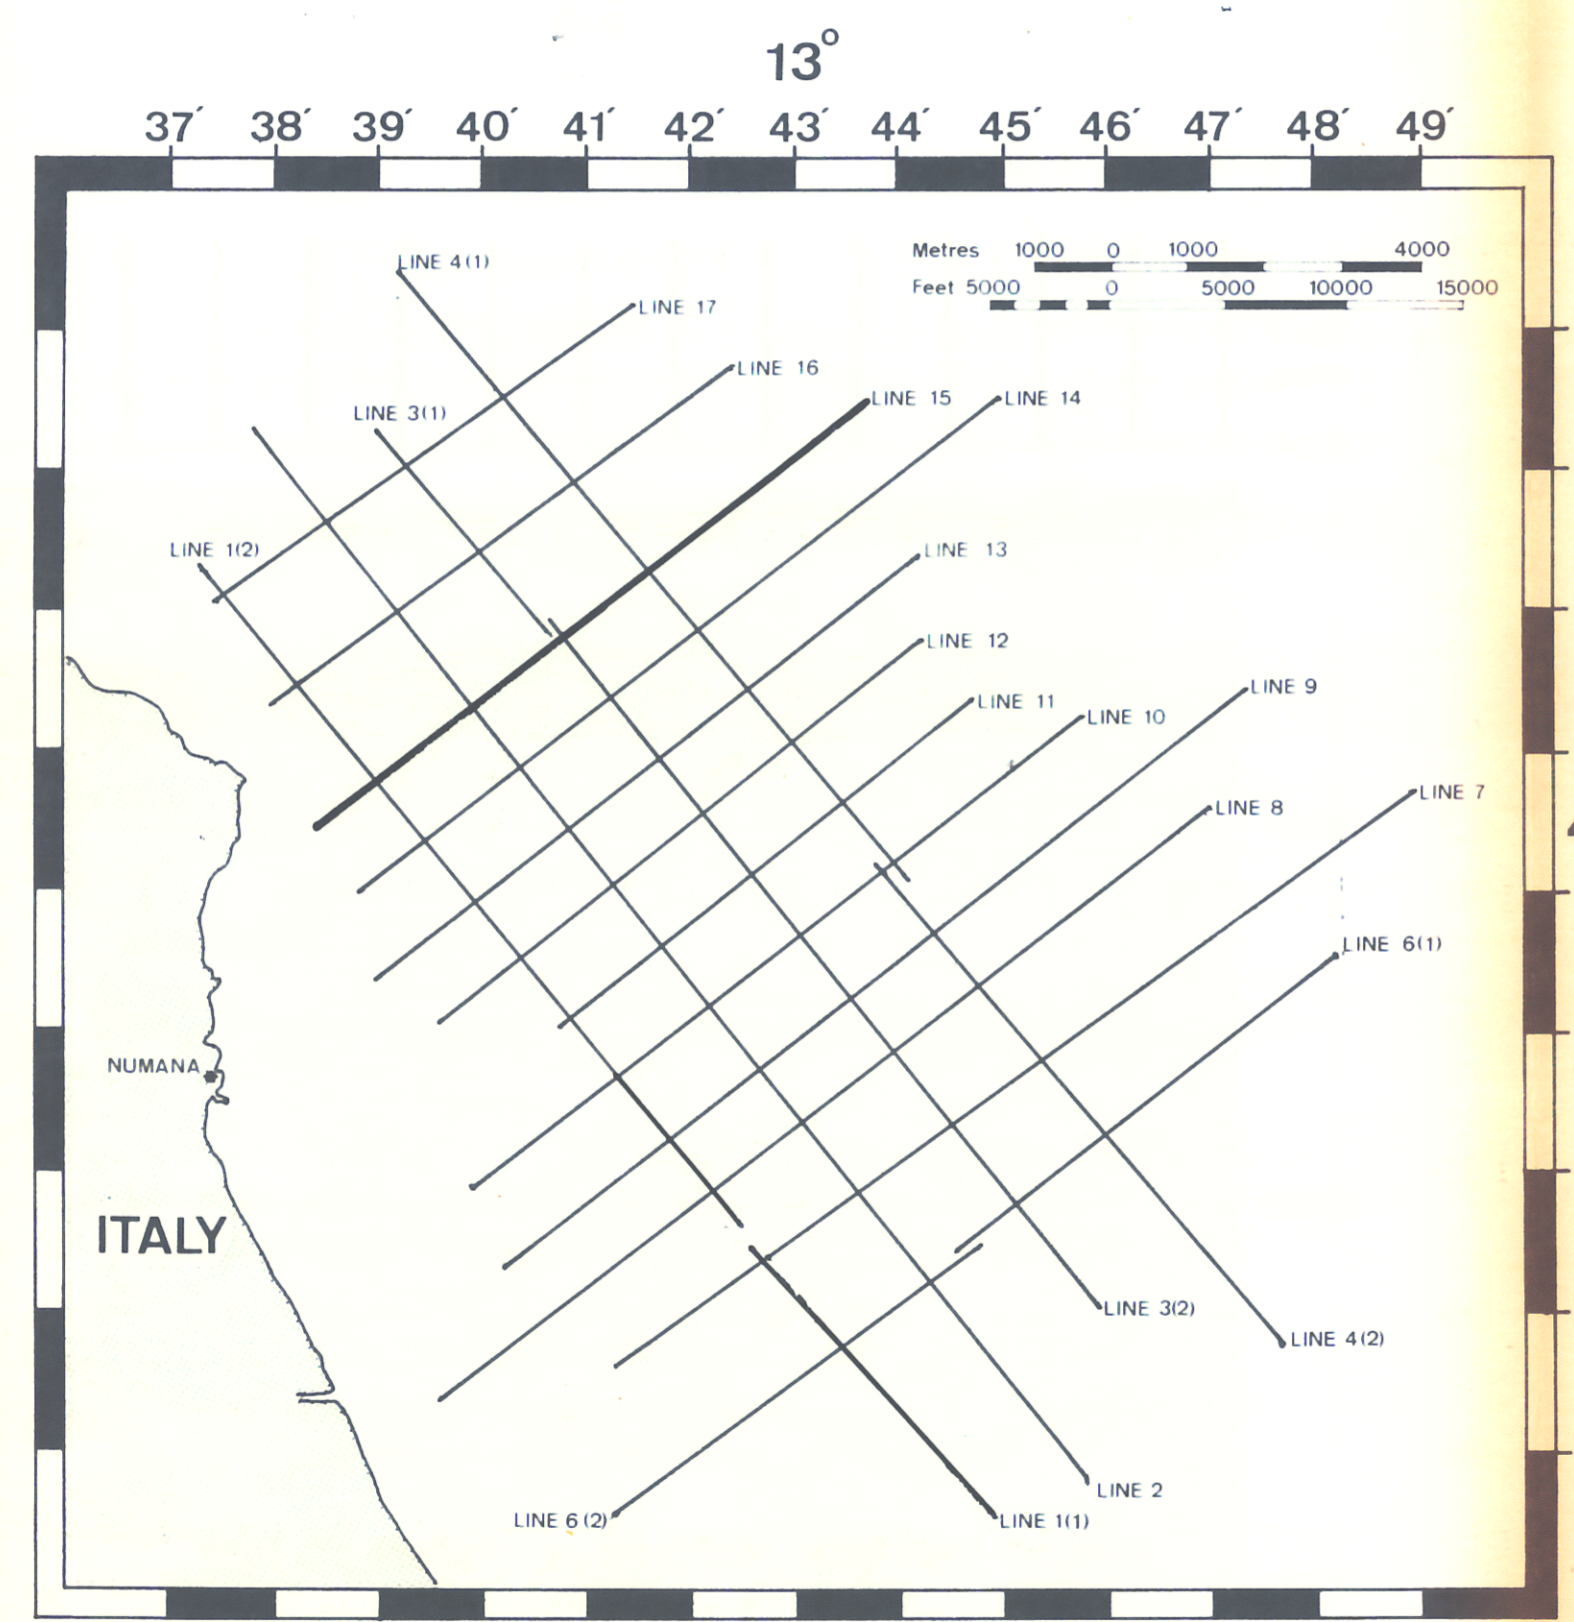 13°
37′ 38′ 39′ 40′ 41′ 42′ 43′ 44′ 45′ 46′ 47′ 48′ 49′
Metres 1000 0 1000 4000
Feet 5000 0 5000 10000 15000
LINE 4(1)
LINE 17
LINE 16
LINE 15
LINE 14
LINE 3(1)
LINE 1(2)
LINE 13
LINE 12
LINE 11
LINE 10
LINE 9
LINE 7
LINE 8
LINE 6(1)
NUMANA
ITALY
LINE 3(2)
LINE 4(2)
LINE 2
LINE 6(2)
LINE 1(1)